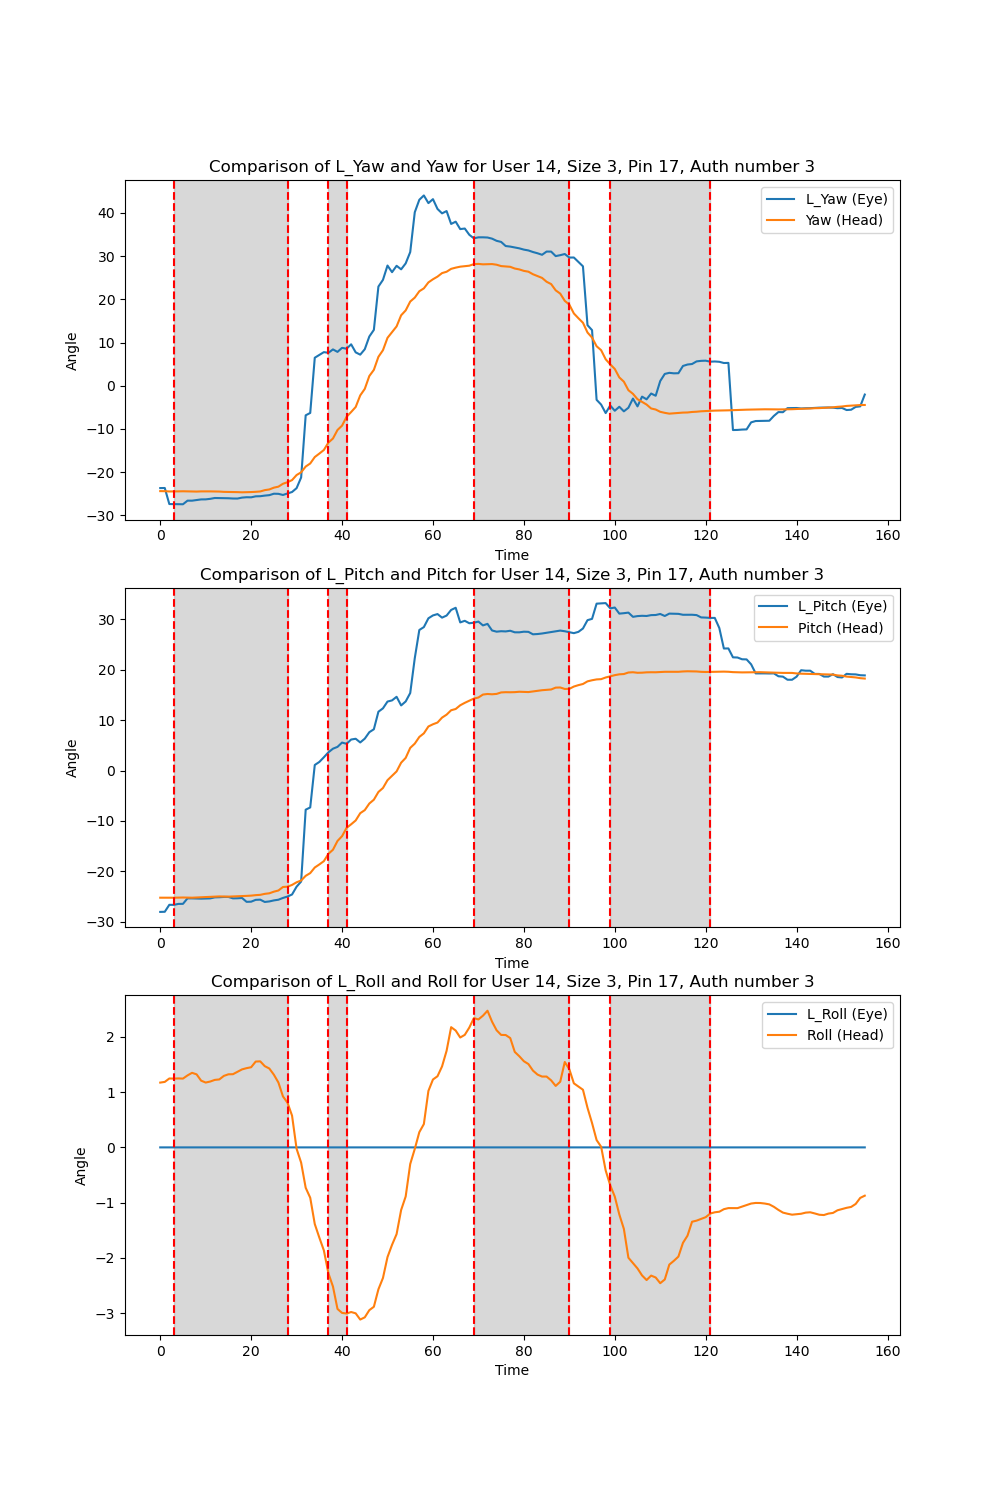 Comparison of L_Yaw and Yaw for User 14, Size 3, Pin 17, Auth number 3
L_Yaw (Eye)
Yaw (Head)
40
30
20
10
0
−10
−20
−30
Angle
0 20 40 60 80 100 120 140 160
Time
Comparison of L_Pitch and Pitch for User 14, Size 3, Pin 17, Auth number 3
L_Pitch (Eye)
Pitch (Head)
30
20
10
0
−10
−20
−30
Angle
0 20 40 60 80 100 120 140 160
Time
Comparison of L_Roll and Roll for User 14, Size 3, Pin 17, Auth number 3
L_Roll (Eye)
Roll (Head)
2
1
0
−1
−2
−3
Angle
0 20 40 60 80 100 120 140 160
Time